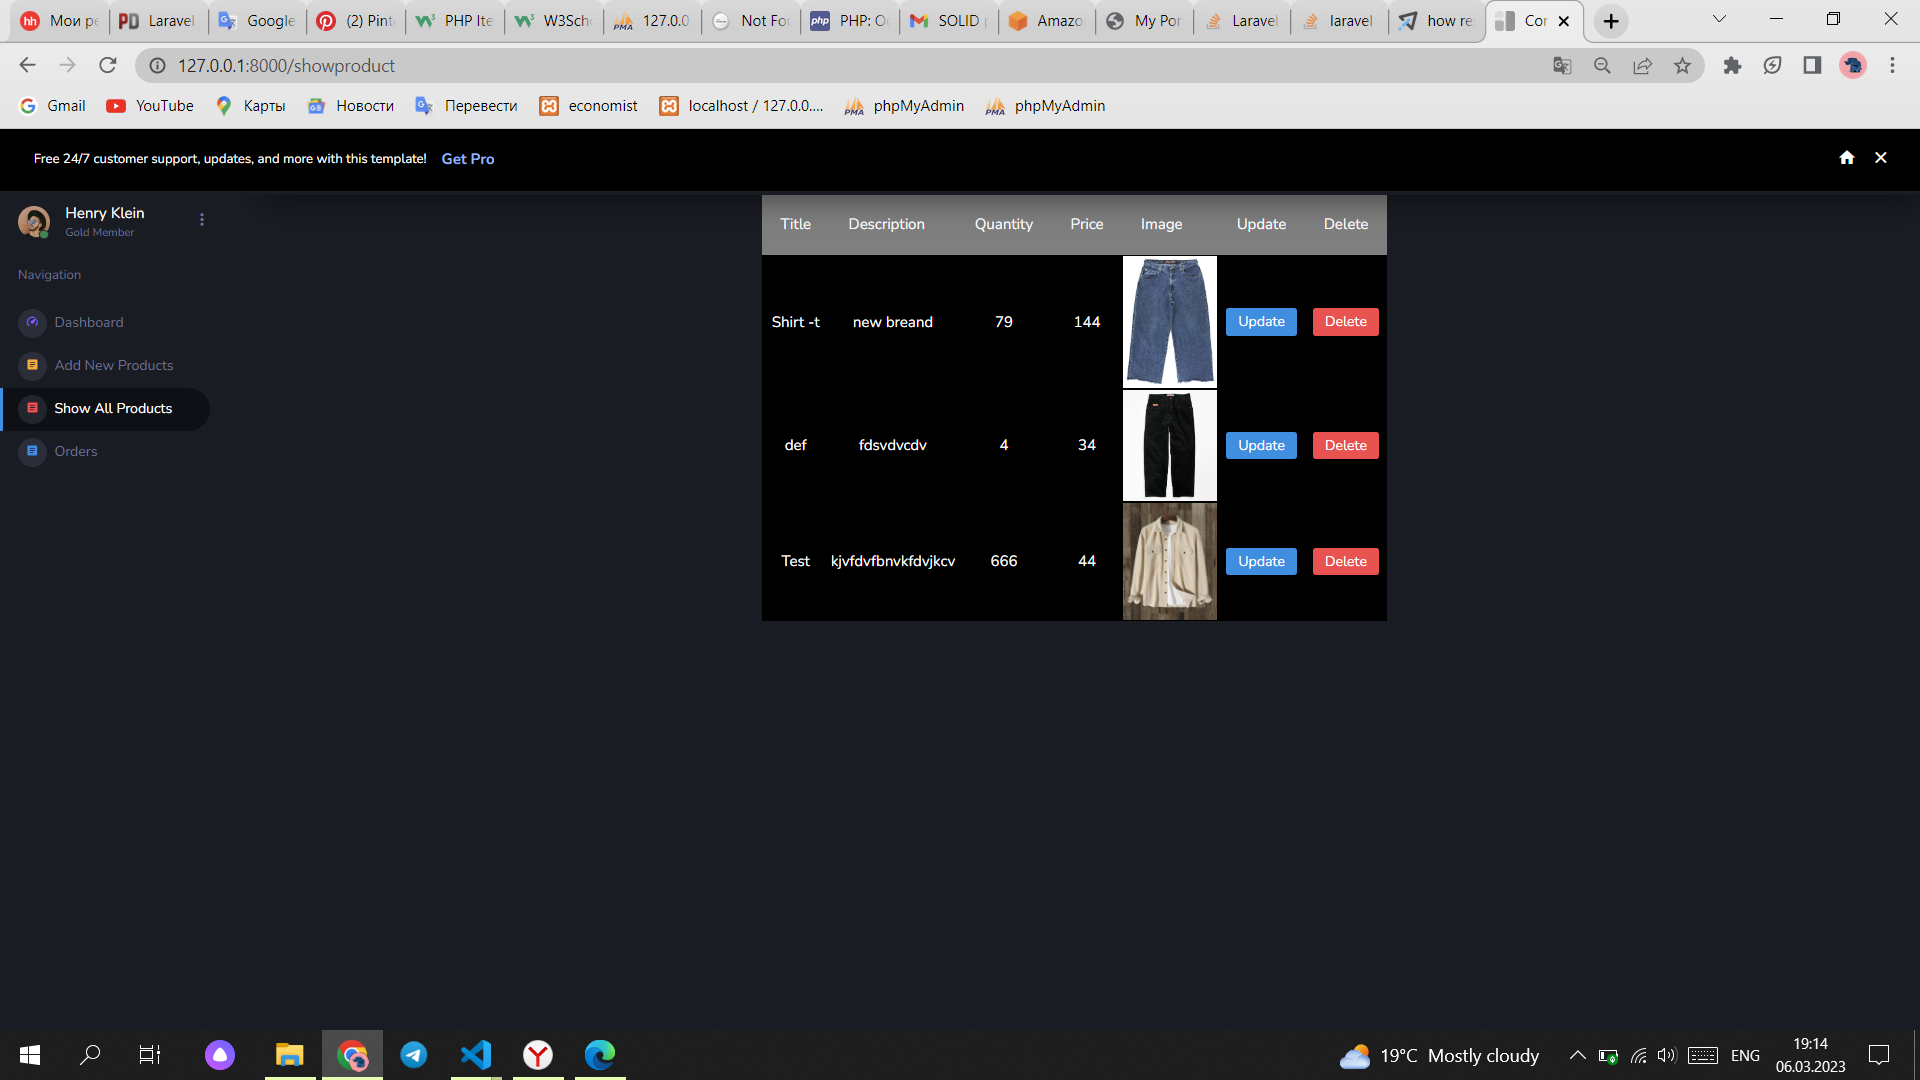 Мои ре
Laravel
Google
(2) Pint
PHP Ite
W3Sch
127.0.0
Not Fou
PHP: O
SOLID
Amazo
My Por
Laravel
laravel
how re
Cor
127.0.0.1:8000/showproduct
Gmail
YouTube
Карты
Новости
Перевести
economist
localhost / 127.0.0....
phpMyAdmin
phpMyAdmin
Free 24/7 customer support, updates, and more with this template! Get Pro
Henry Klein
Gold Member
Navigation
Dashboard
Add New Products
Show All Products
Orders
Title Description Quantity Price Image Update Delete
Shirt -t new breand 79 144 Update Delete
def fdsvdvcdv 4 34 Update Delete
Test kjvfdvfbnvkfdvjkcv 666 44 Update Delete
19°C Mostly cloudy
ENG
19:14
06.03.2023